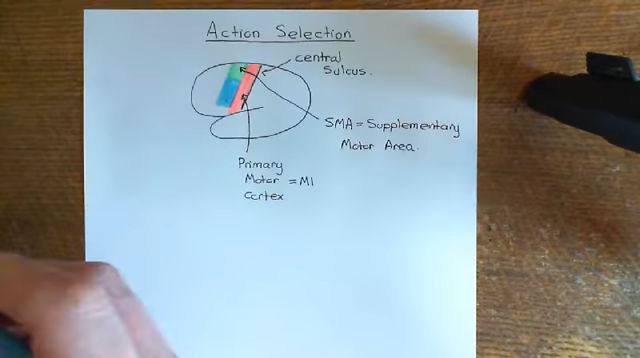 Action Selection
central
Sulcus.
SMA = Supplementary
Motor Area.
Primary
Motor = M1
Cortex